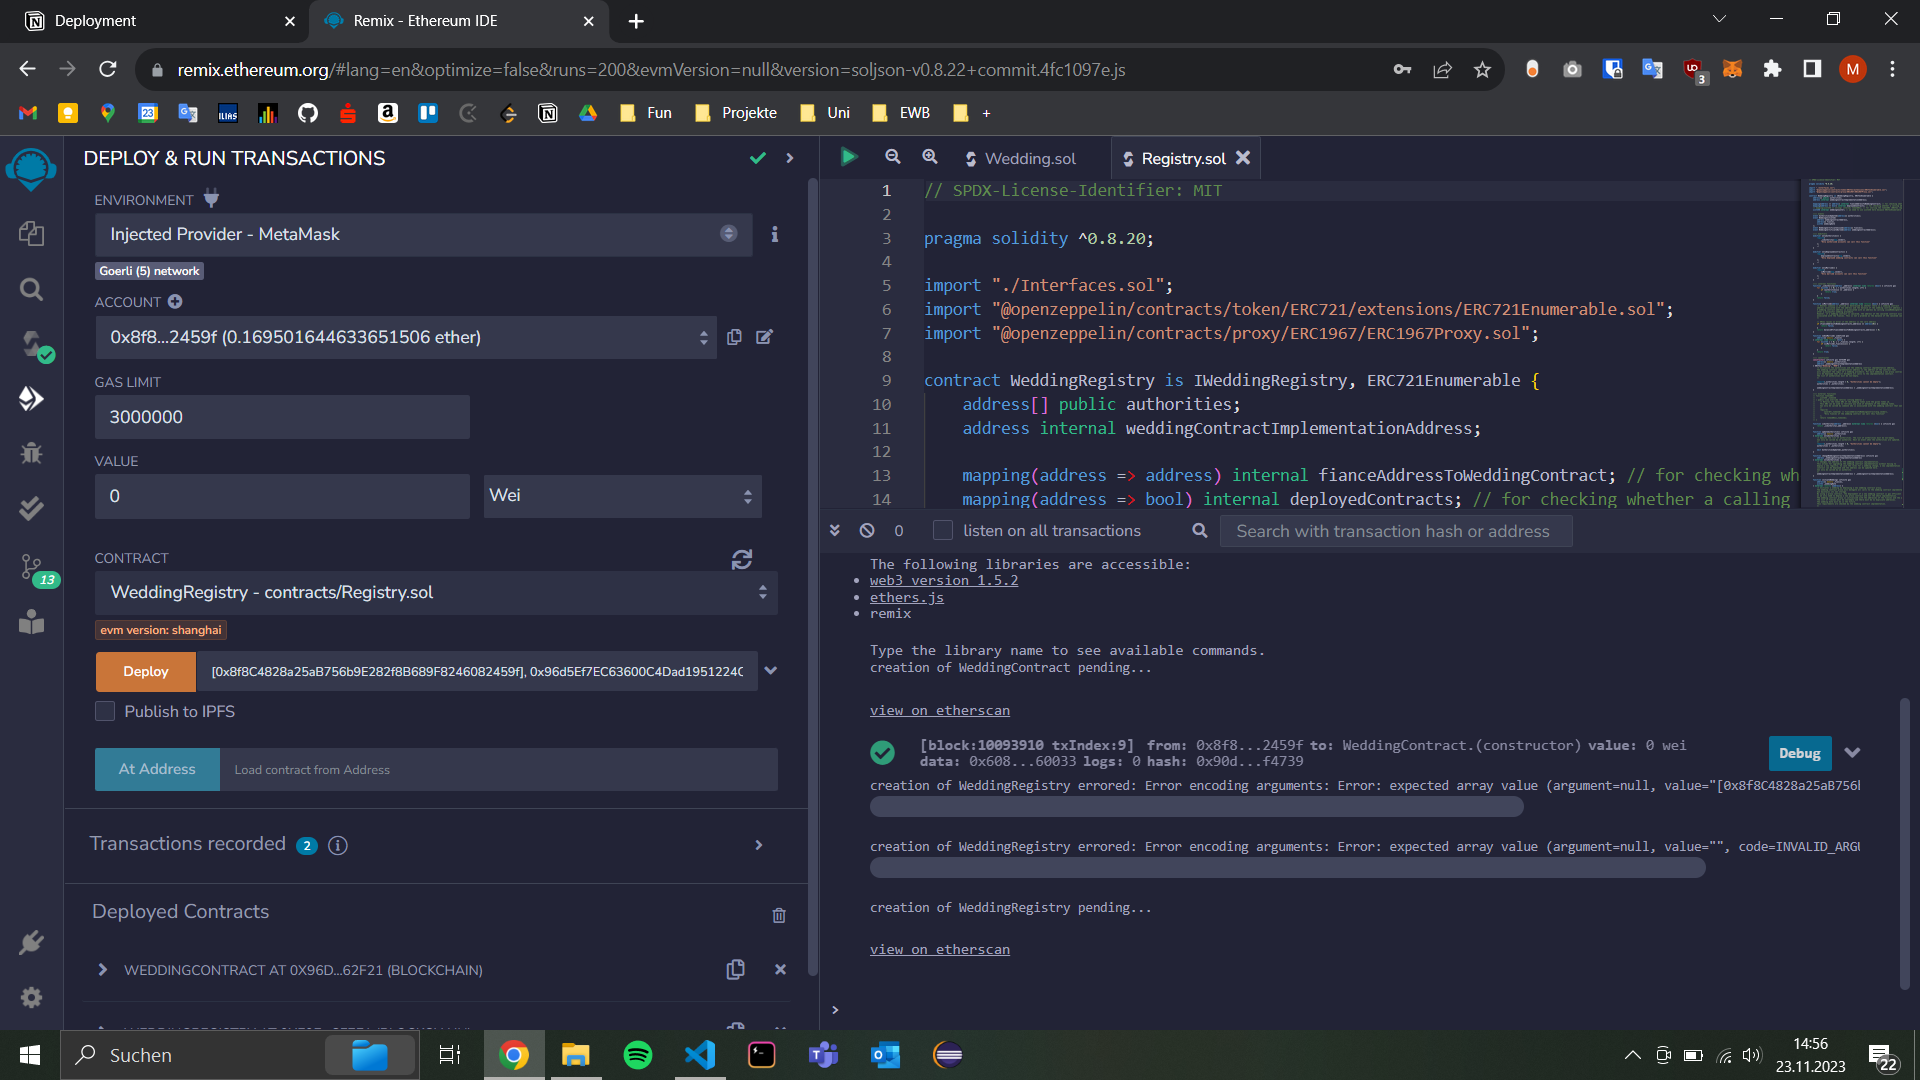 Deployment
Remix - Ethereum IDE
remix.ethereum.org/#lang=en&optimize=false&runs=200&evmVersion=null&version=soljson-v0.8.22+commit.4fc1097e.js
3
M
23
ILIAS
Fun
Projekte
Uni
EWB
+
DEPLOY & RUN TRANSACTIONS
ENVIRONMENT
Injected Provider - MetaMask
Goerli (5) network
ACCOUNT
0x8f8...2459f (0.169501644633651506 ether)
GAS LIMIT
3000000
VALUE
0
Wei
CONTRACT
WeddingRegistry - contracts/Registry.sol
evm version: shanghai
Deploy
[0x8f8C4828a25aB756b9E282f8B689F8246082459f], 0x96d5Ef7EC63600C4Dad1951224C
Publish to IPFS
At Address
Load contract from Address
Transactions recorded 2
Deployed Contracts
WEDDINGCONTRACT AT 0X96D...62F21 (BLOCKCHAIN)
13
Wedding.sol
Registry.sol
1 // SPDX-License-Identifier: MIT
2
3 pragma solidity ^0.8.20;
4
5 import "./Interfaces.sol";
6 import "@openzeppelin/contracts/token/ERC721/extensions/ERC721Enumerable.sol";
7 import "@openzeppelin/contracts/proxy/ERC1967/ERC1967Proxy.sol";
8
9 contract WeddingRegistry is IWeddingRegistry, ERC721Enumerable {
10 address[] public authorities;
11 address internal weddingContractImplementationAddress;
12
13 mapping(address => address) internal fianceAddressToWeddingContract; // for checking wh
14 mapping(address => bool) internal deployedContracts; // for checking whether a calling
0
listen on all transactions
Search with transaction hash or address
The following libraries are accessible:
• web3 version 1.5.2
• ethers.js
• remix
Type the library name to see available commands.
creation of WeddingContract pending...
view on etherscan
[block:10093910 txIndex:9] from: 0x8f8...2459f to: WeddingContract.(constructor) value: 0 wei
data: 0x608...60033 logs: 0 hash: 0x90d...f4739
Debug
creation of WeddingRegistry errored: Error encoding arguments: Error: expected array value (argument=null, value="[0x8f8C4828a25aB756b
creation of WeddingRegistry errored: Error encoding arguments: Error: expected array value (argument=null, value="", code=INVALID_ARGU
creation of WeddingRegistry pending...
view on etherscan
>
Suchen
14:56
23.11.2023
22